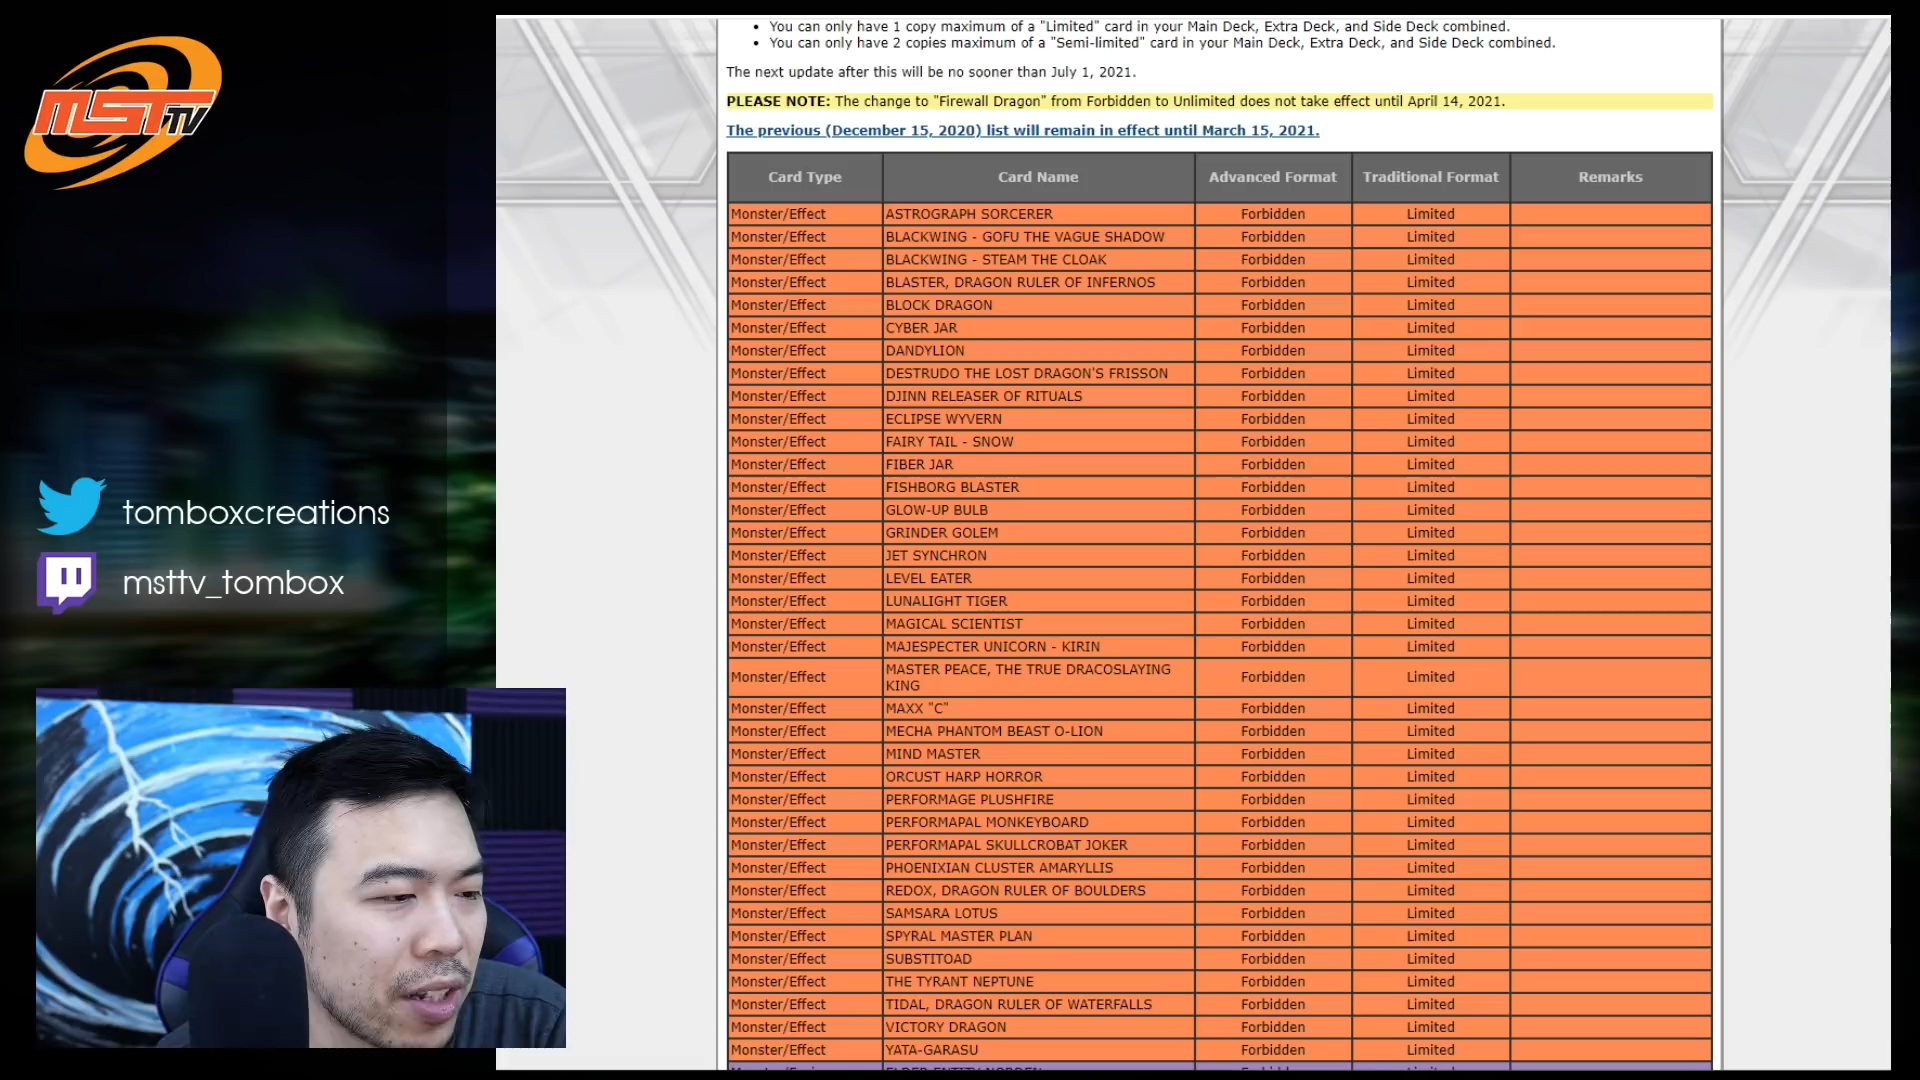 MST TV
tomboxcreations
msttv_tombox
• You can only have 1 copy maximum of a "Limited" card in your Main Deck, Extra Deck, and Side Deck combined.
• You can only have 2 copies maximum of a "Semi-limited" card in your Main Deck, Extra Deck, and Side Deck combined.
The next update after this will be no sooner than July 1, 2021.
PLEASE NOTE: The change to "Firewall Dragon" from Forbidden to Unlimited does not take effect until April 14, 2021.
The previous (December 15, 2020) list will remain in effect until March 15, 2021.
Card Type Card Name Advanced Format Traditional Format Remarks
Monster/Effect ASTROGRAPH SORCERER Forbidden Limited
Monster/Effect BLACKWING - GOFU THE VAGUE SHADOW Forbidden Limited
Monster/Effect BLACKWING - STEAM THE CLOAK Forbidden Limited
Monster/Effect BLASTER, DRAGON RULER OF INFERNOS Forbidden Limited
Monster/Effect BLOCK DRAGON Forbidden Limited
Monster/Effect CYBER JAR Forbidden Limited
Monster/Effect DANDYLION Forbidden Limited
Monster/Effect DESTRUDO THE LOST DRAGON'S FRISSON Forbidden Limited
Monster/Effect DJINN RELEASER OF RITUALS Forbidden Limited
Monster/Effect ECLIPSE WYVERN Forbidden Limited
Monster/Effect FAIRY TAIL - SNOW Forbidden Limited
Monster/Effect FIBER JAR Forbidden Limited
Monster/Effect FISHBORG BLASTER Forbidden Limited
Monster/Effect GLOW-UP BULB Forbidden Limited
Monster/Effect GRINDER GOLEM Forbidden Limited
Monster/Effect JET SYNCHRON Forbidden Limited
Monster/Effect LEVEL EATER Forbidden Limited
Monster/Effect LUNALIGHT TIGER Forbidden Limited
Monster/Effect MAGICAL SCIENTIST Forbidden Limited
Monster/Effect MAJESPECTER UNICORN - KIRIN Forbidden Limited
Monster/Effect MASTER PEACE, THE TRUE DRACOSLAYING
KING Forbidden Limited
Monster/Effect MAXX "C" Forbidden Limited
Monster/Effect MECHA PHANTOM BEAST O-LION Forbidden Limited
Monster/Effect MIND MASTER Forbidden Limited
Monster/Effect ORCUST HARP HORROR Forbidden Limited
Monster/Effect PERFORMAGE PLUSHFIRE Forbidden Limited
Monster/Effect PERFORMAPAL MONKEYBOARD Forbidden Limited
Monster/Effect PERFORMAPAL SKULLCROBAT JOKER Forbidden Limited
Monster/Effect PHOENIXIAN CLUSTER AMARYLLIS Forbidden Limited
Monster/Effect REDOX, DRAGON RULER OF BOULDERS Forbidden Limited
Monster/Effect SAMSARA LOTUS Forbidden Limited
Monster/Effect SPYRAL MASTER PLAN Forbidden Limited
Monster/Effect SUBSTITOAD Forbidden Limited
Monster/Effect THE TYRANT NEPTUNE Forbidden Limited
Monster/Effect TIDAL, DRAGON RULER OF WATERFALLS Forbidden Limited
Monster/Effect VICTORY DRAGON Forbidden Limited
Monster/Effect YATA-GARASU Forbidden Limited